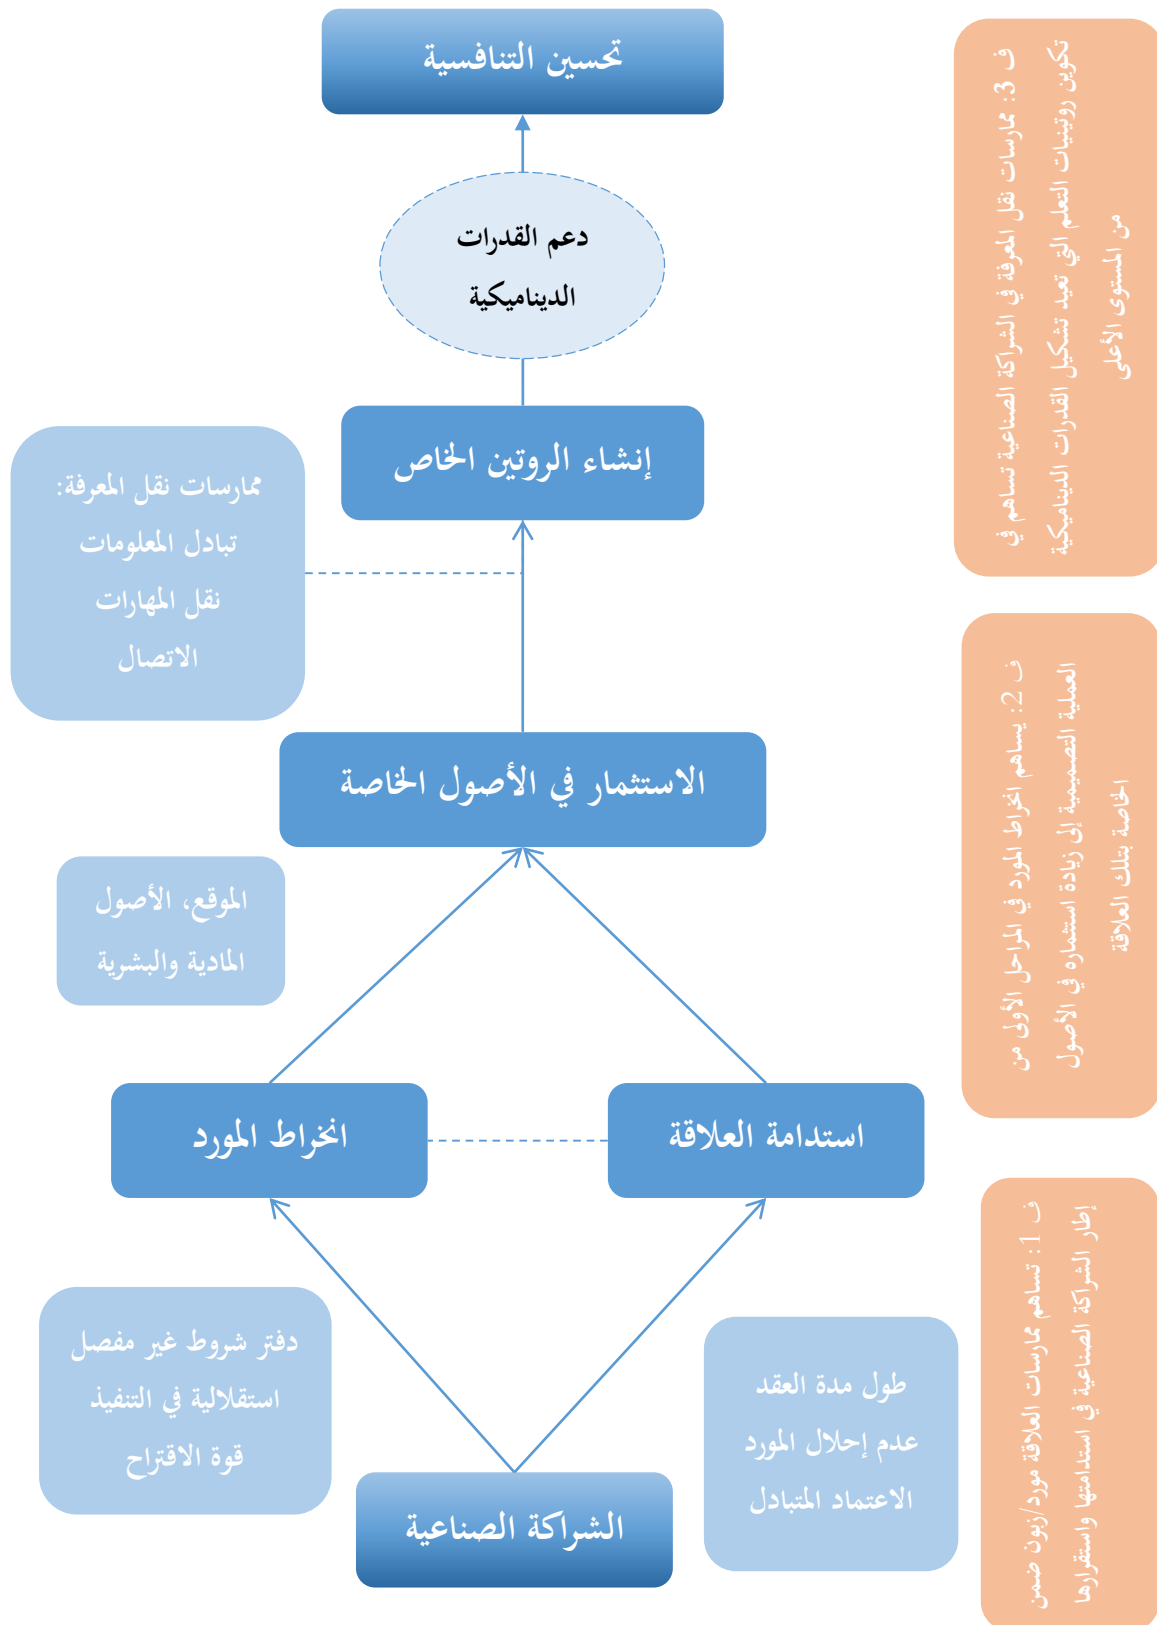 تحسين التنافسية
دعم القدرات
الديناميكية
إنشاء الروتين الخاص
ممارسات نقل المعرفة:
تبادل المعلومات
نقل المهارات
الاتصال
الاستثمار في الأصول الخاصة
الموقع، الأصول
المادية والبشرية
استدامة العلاقة
انخراط المورد
دفتر شروط غير مفصل
استقلالية في التنفيذ
قوة الاقتراح
طول مدة العقد
عدم إحلال المورد
الاعتماد المتبادل
الشراكة الصناعية
ف 3: ممارسات نقل المعرفة في الشراكة الصناعية تساهم في
تكوين روتينيات التعلم التي تعيد تشكيل القدرات الديناميكية
من المستوى الأعلى
ف 2: يساهم انخراط المورد في المراحل الأولى من
العملية التصميمية إلى زيادة استثماره في الأصول
الخاصة بتلك العلاقة
ف 1: تساهم ممارسات العلاقة مورد/زبون ضمن
إطار الشراكة الصناعية في استدامتها واستقرارها